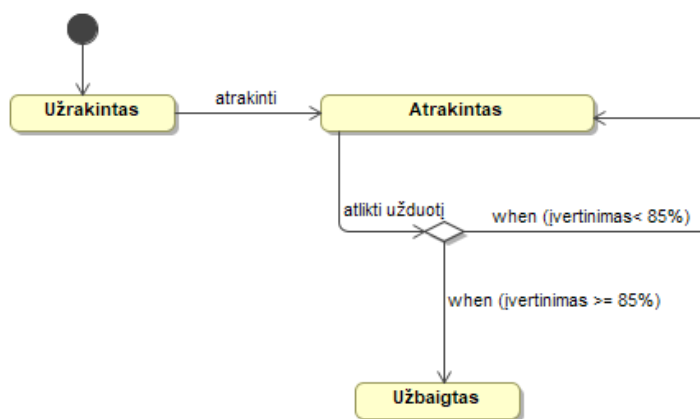 Užrakintas
atrakinti
Atrakintas
atlikti užduotį
when (įvertinimas< 85%)
when (įvertinimas >= 85%)
Užbaigtas